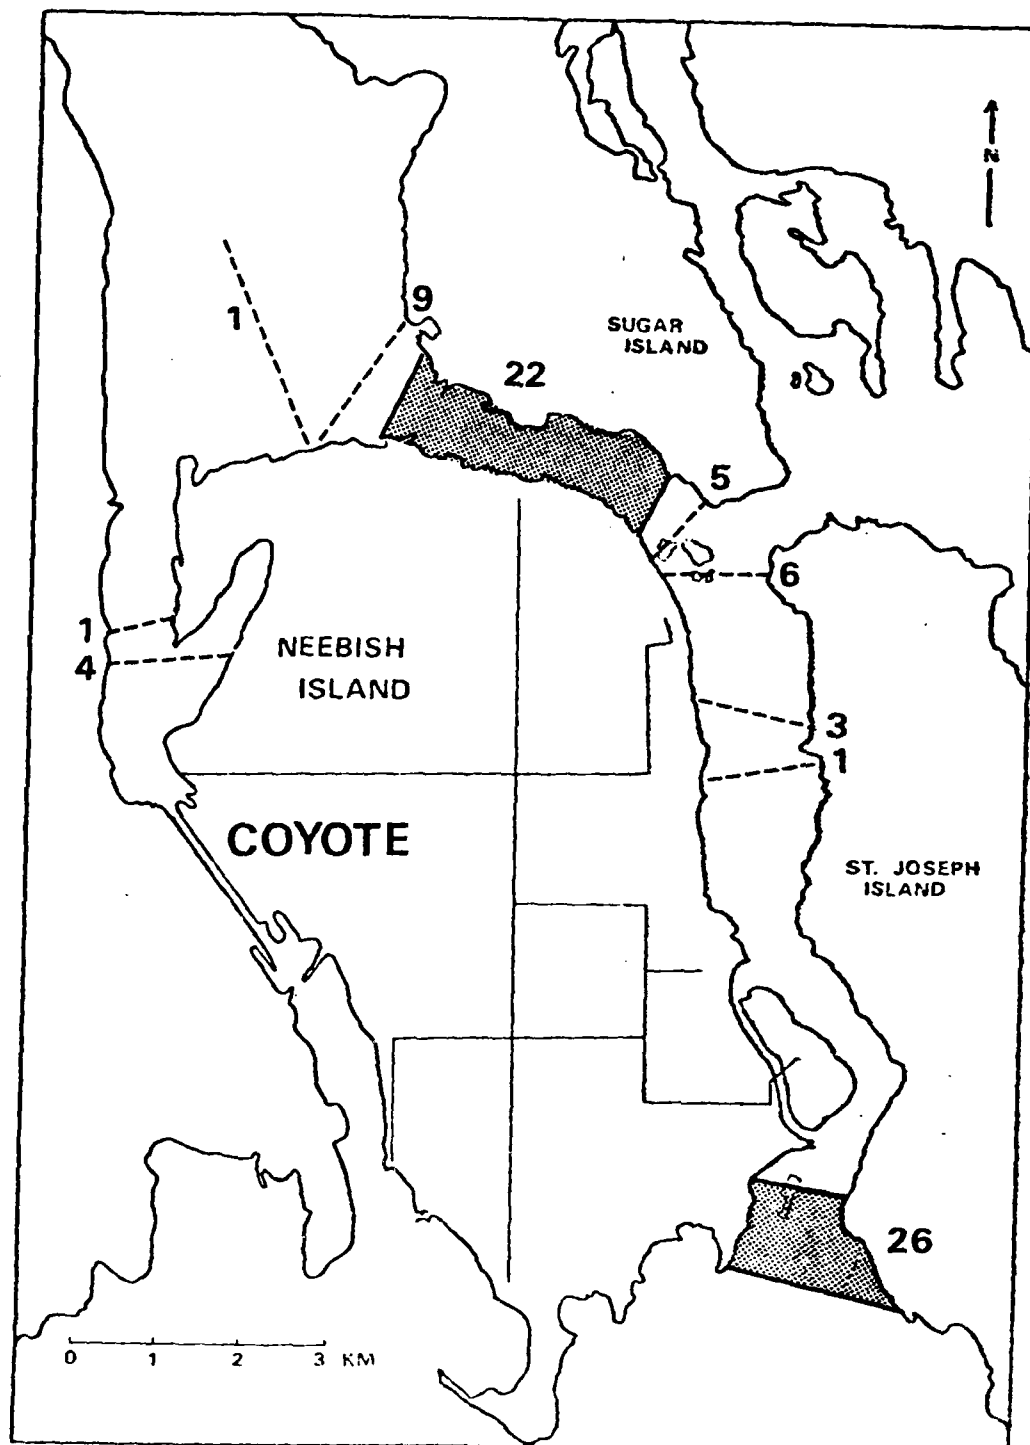 N
9
1
SUGAR
ISLAND
22
5
6
1
4
NEEBISH
ISLAND
3
1
COYOTE
ST. JOSEPH
ISLAND
26
0 1 2 3 KM